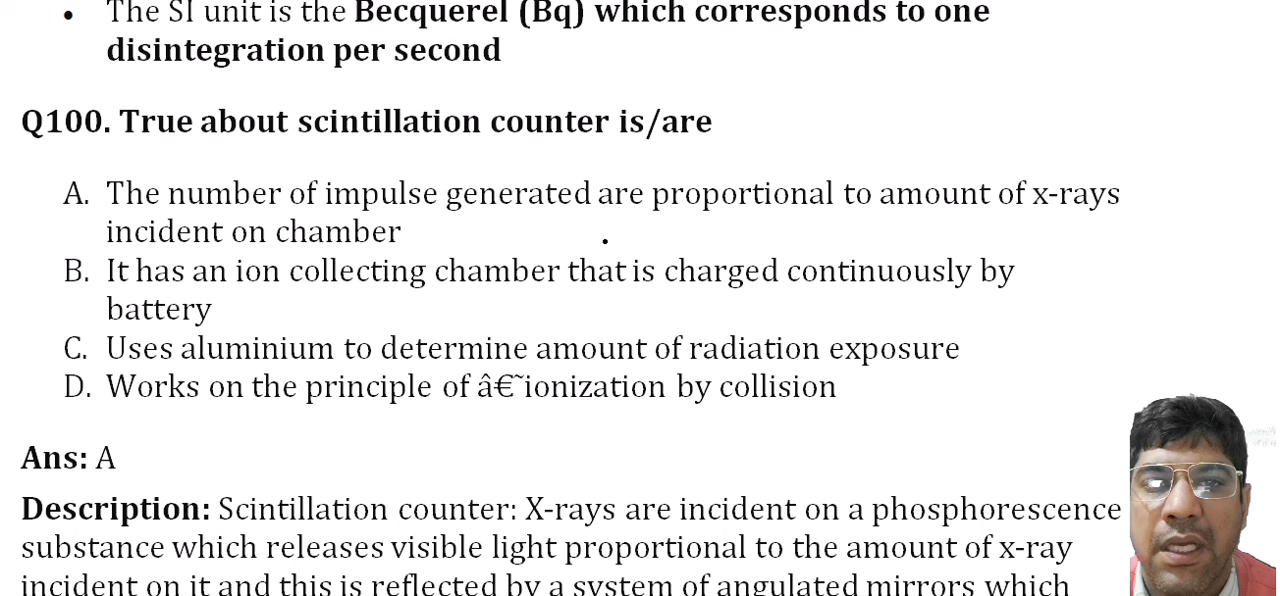 • The SI unit is the Becquerel (Bq) which corresponds to one
disintegration per second
Q100. True about scintillation counter is/are
A. The number of impulse generated are proportional to amount of x-rays
incident on chamber
B. It has an ion collecting chamber that is charged continuously by
battery
C. Uses aluminium to determine amount of radiation exposure
D. Works on the principle of â€˜ionization by collision
Ans: A
Description: Scintillation counter: X-rays are incident on a phosphorescence
substance which releases visible light proportional to the amount of x-ray
incident on it and this is reflected by a system of angulated mirrors which